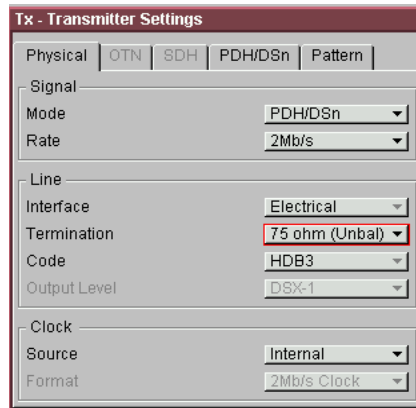 Tx - Transmitter Settings
Physical OTN SDH PDH/DSn Pattern
Signal
Mode PDH/DSn
Rate 2Mb/s
Line
Interface Electrical
Termination 75 ohm (Unbal)
Code HDB3
Output Level DSX-1
Clock
Source Internal
Format 2Mb/s Clock